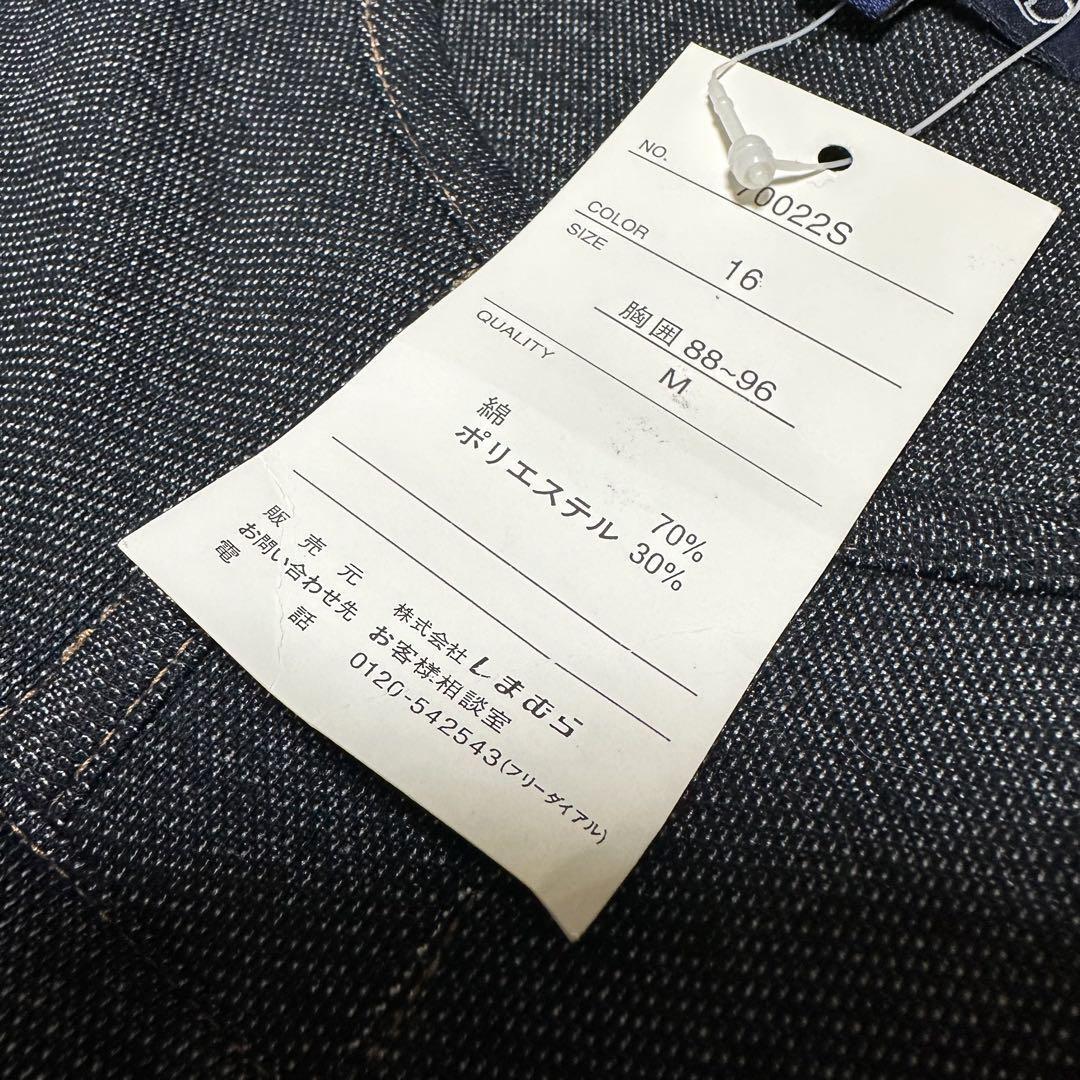 NO.
70022S
COLOR
16
SIZE
胸囲 88~96
M
QUALITY
綿 70%
ポリエステル 30%
販売元 株式会社しまむら
お問い合わせ先 お客様相談室
電話 0120-542543(フリーダイアル)